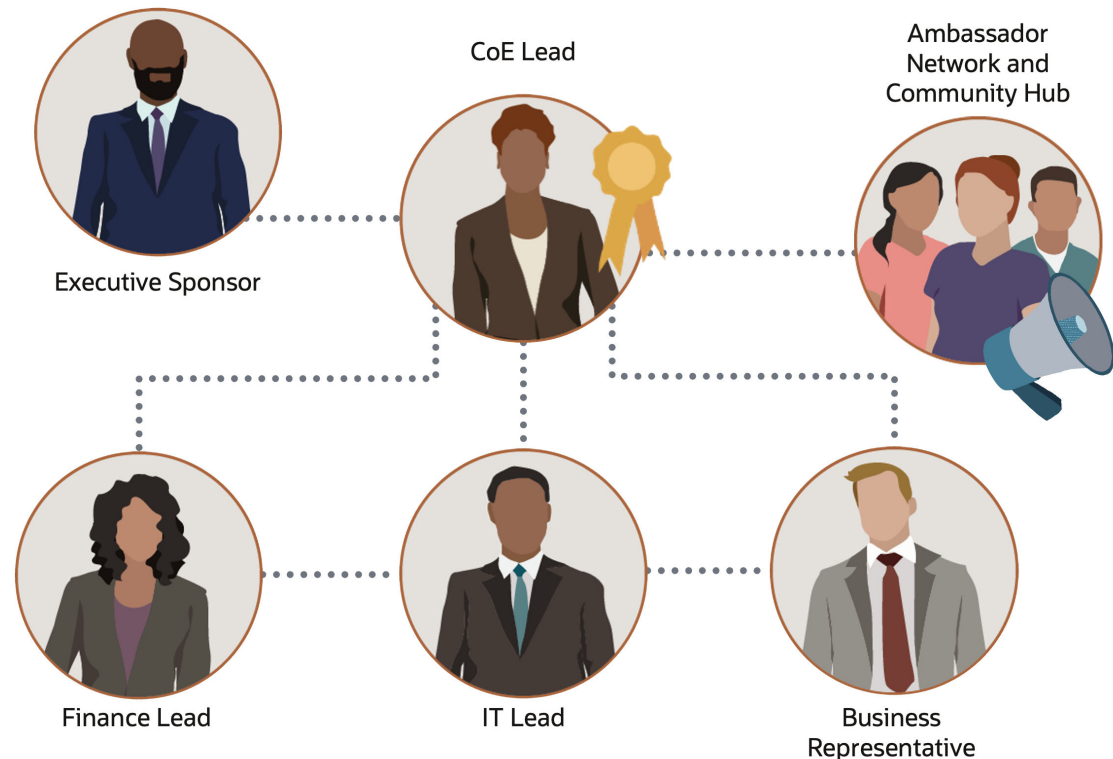 CoE Lead
Ambassador
Network and
Community Hub
Executive Sponsor
Finance Lead
IT Lead
Business
Representative